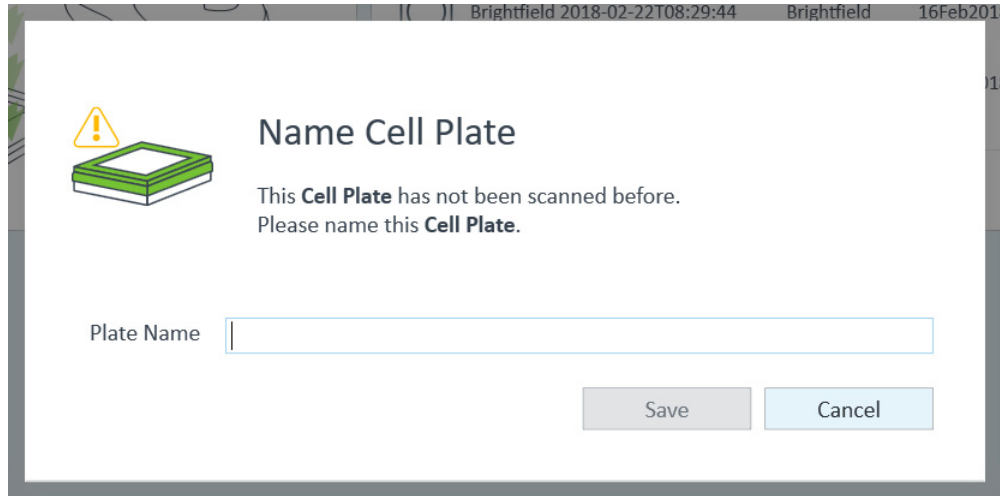 Brightfield 2018-02-22T08:29:44 Brightfield 16Feb201
Name Cell Plate
This Cell Plate has not been scanned before.
Please name this Cell Plate.
Plate Name
Save Cancel